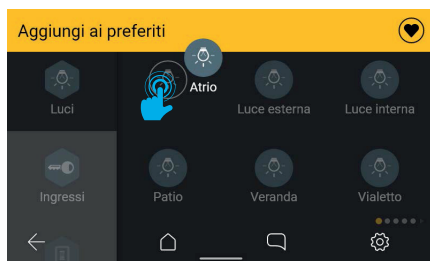 Aggiungi ai preferiti
Atrio
Luci
Luce esterna
Luce interna
Ingressi
Patio
Veranda
Vialetto